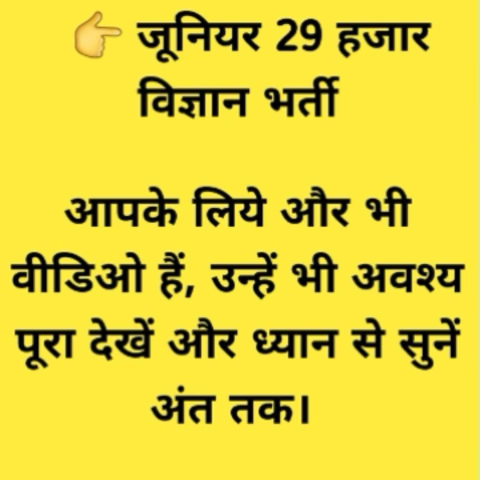 👉 जूनियर 29 हजार
विज्ञान भर्ती
आपके लिये और भी
वीडिओ हैं, उन्हें भी अवश्य
पूरा देखें और ध्यान से सुनें
अंत तक।